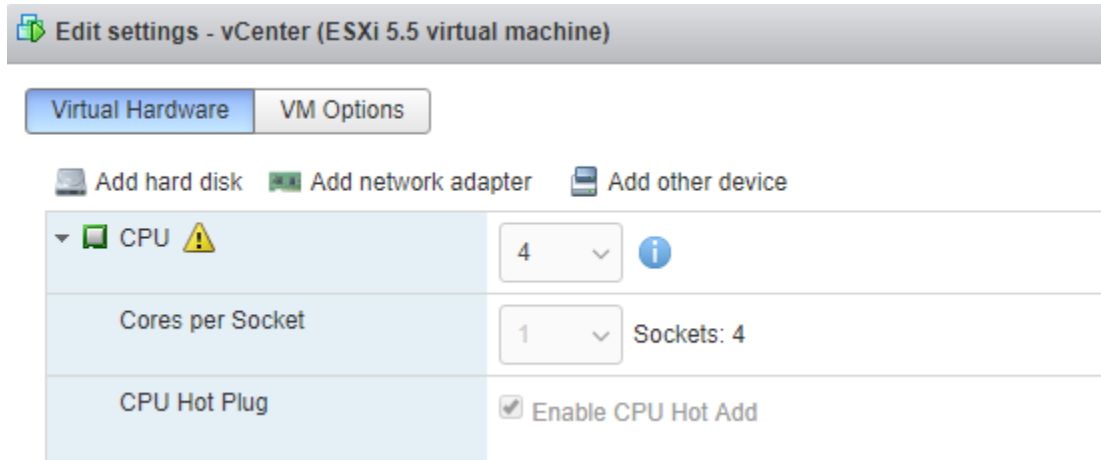 Edit settings - vCenter (ESXi 5.5 virtual machine)
Virtual Hardware VM Options
Add hard disk Add network adapter Add other device
CPU 4
Cores per Socket 1 Sockets: 4
CPU Hot Plug Enable CPU Hot Add